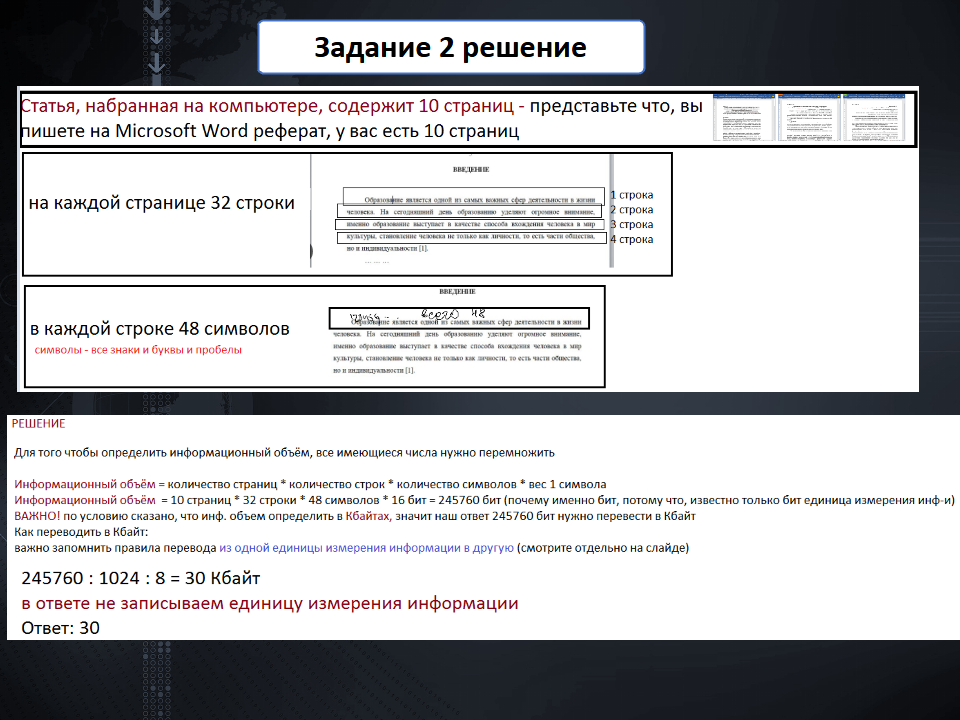 Задание 2 решение
Статья, набранная на компьютере, содержит 10 страниц - представьте что, вы
пишете на Microsoft Word реферат, у вас есть 10 страниц
ВВЕДЕНИЕ
на каждой странице 32 строки
Образование является одной из самых важных сфер деятельности в жизни
1 строка
человека. На сегодняшний день образованию уделяют огромное внимание,
2 строка
именно образование выступает в качестве способа вхождения человека в мир
3 строка
культуры, становление человека не только как личности, то есть части общества,
4 строка
но и индивидуальности [1].
... ... ...
ВВЕДЕНИЕ
всего 48
в каждой строке 48 символов
символы - все знаки и буквы и пробелы
Образование является одной из самых важных сфер деятельности в жизни
человека. На сегодняшний день образованию уделяют огромное внимание,
именно образование выступает в качестве способа вхождения человека в мир
культуры, становление человека не только как личности, то есть части общества,
но и индивидуальности [1].
РЕШЕНИЕ
Для того чтобы определить информационный объём, все имеющиеся числа нужно перемножить
Информационный объём = количество страниц * количество строк * количество символов * вес 1 символа
Информационный объём = 10 страниц * 32 строки * 48 символов * 16 бит = 245760 бит (почему именно бит, потому что, известно только бит единица измерения инф-и)
ВАЖНО! по условию сказано, что инф. объем определить в Кбайтах, значит наш ответ 245760 бит нужно перевести в Кбайт
Как переводить в Кбайт:
важно запомнить правила перевода из одной единицы измерения информации в другую (смотрите отдельно на слайде)
245760 : 1024 : 8 = 30 Кбайт
в ответе не записываем единицу измерения информации
Ответ: 30